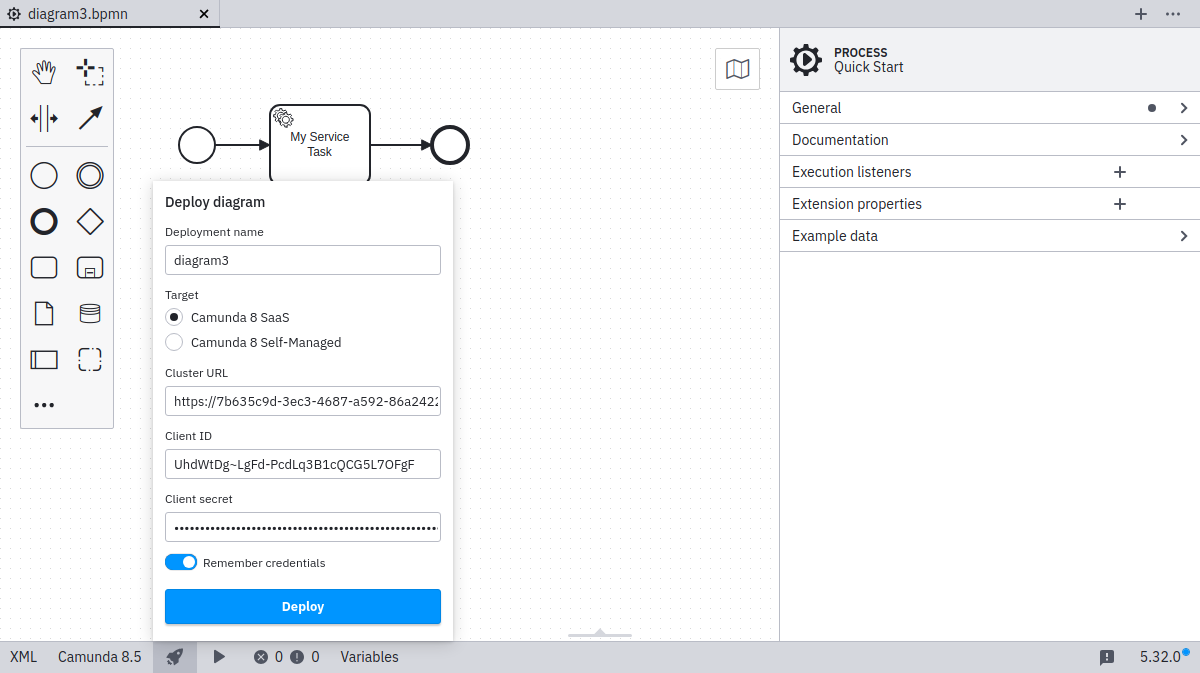 diagram3.bpmn
PROCESS
Quick Start
General
Documentation
Execution listeners
Extension properties
Example data
My Service
Task
Deploy diagram
Deployment name
diagram3
Target
Camunda 8 SaaS
Camunda 8 Self-Managed
Cluster URL
https://7b635c9d-3ec3-4687-a592-86a2422
Client ID
UhdWtDg~LgFd-PcdLq3B1cQCG5L7OFgF
Client secret
Remember credentials
Deploy
XML Camunda 8.5 0 0 Variables 5.32.0